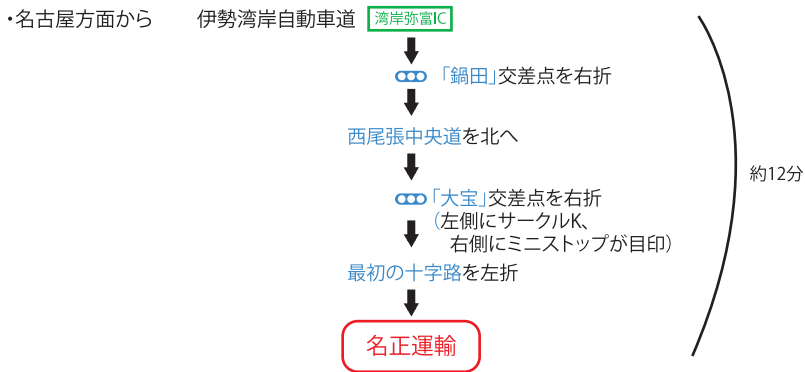 ・名古屋方面から 伊勢湾岸自動車道 湾岸弥富IC
「鍋田」交差点を右折
西尾張中央道を北へ
「大宝」交差点を右折
（左側にサークルK、
右側にミニストップが目印）
最初の十字路を左折
名正運輸
約12分